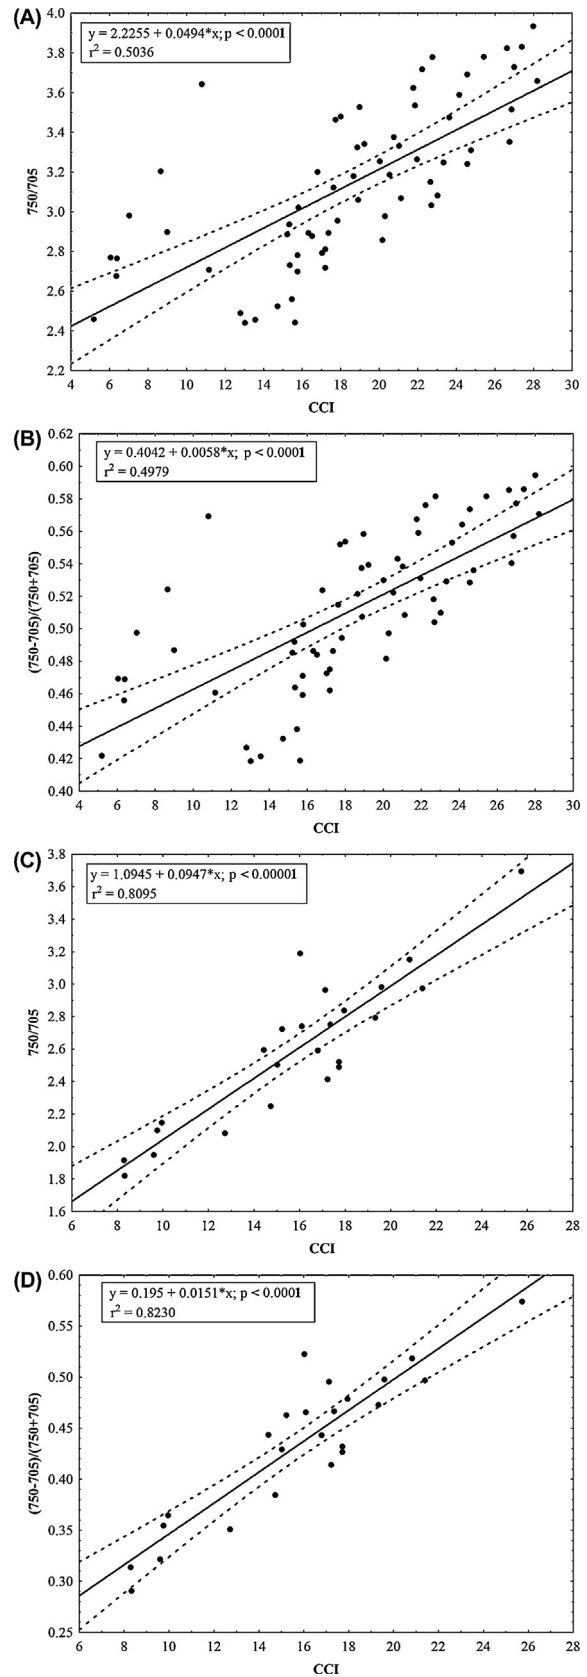 (A)
y = 2.2255 + 0.0494*x; p < 0.0001
r² = 0.5036
4.0
3.8
3.6
3.4
3.2
3.0
2.8
2.6
2.4
2.2
750/705
4 6 8 10 12 14 16 18 20 22 24 26 28 30
CCI
(B)
y = 0.4042 + 0.0058*x; p < 0.0001
r² = 0.4979
0.62
0.60
0.58
0.56
0.54
0.52
0.50
0.48
0.46
0.44
0.42
0.40
(750-705)/(750+705)
4 6 8 10 12 14 16 18 20 22 24 26 28 30
CCI
(C)
y = 1.0945 + 0.0947*x; p < 0.00001
r² = 0.8095
3.8
3.6
3.4
3.2
3.0
2.8
2.6
2.4
2.2
2.0
1.8
1.6
750/705
6 8 10 12 14 16 18 20 22 24 26 28
CCI
(D)
y = 0.195 + 0.0151*x; p < 0.0001
r² = 0.8230
0.60
0.55
0.50
0.45
0.40
0.35
0.30
0.25
(750-705)/(750+705)
6 8 10 12 14 16 18 20 22 24 26 28
CCI